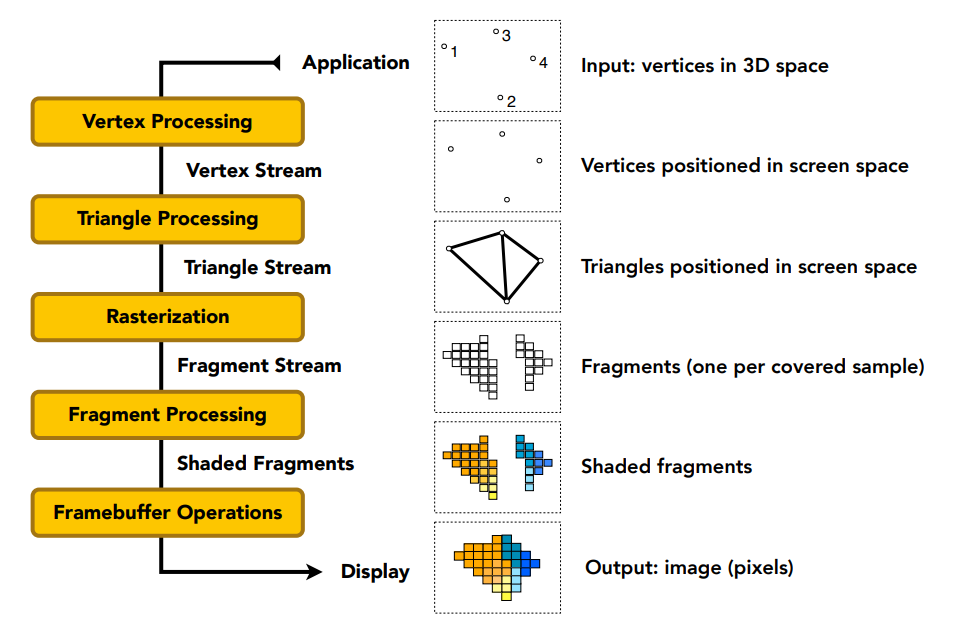 Application
1
3
4
2
Input: vertices in 3D space
Vertex Processing
Vertex Stream
Vertices positioned in screen space
Triangle Processing
Triangle Stream
Triangles positioned in screen space
Rasterization
Fragment Stream
Fragments (one per covered sample)
Fragment Processing
Shaded Fragments
Shaded fragments
Framebuffer Operations
Display
Output: image (pixels)